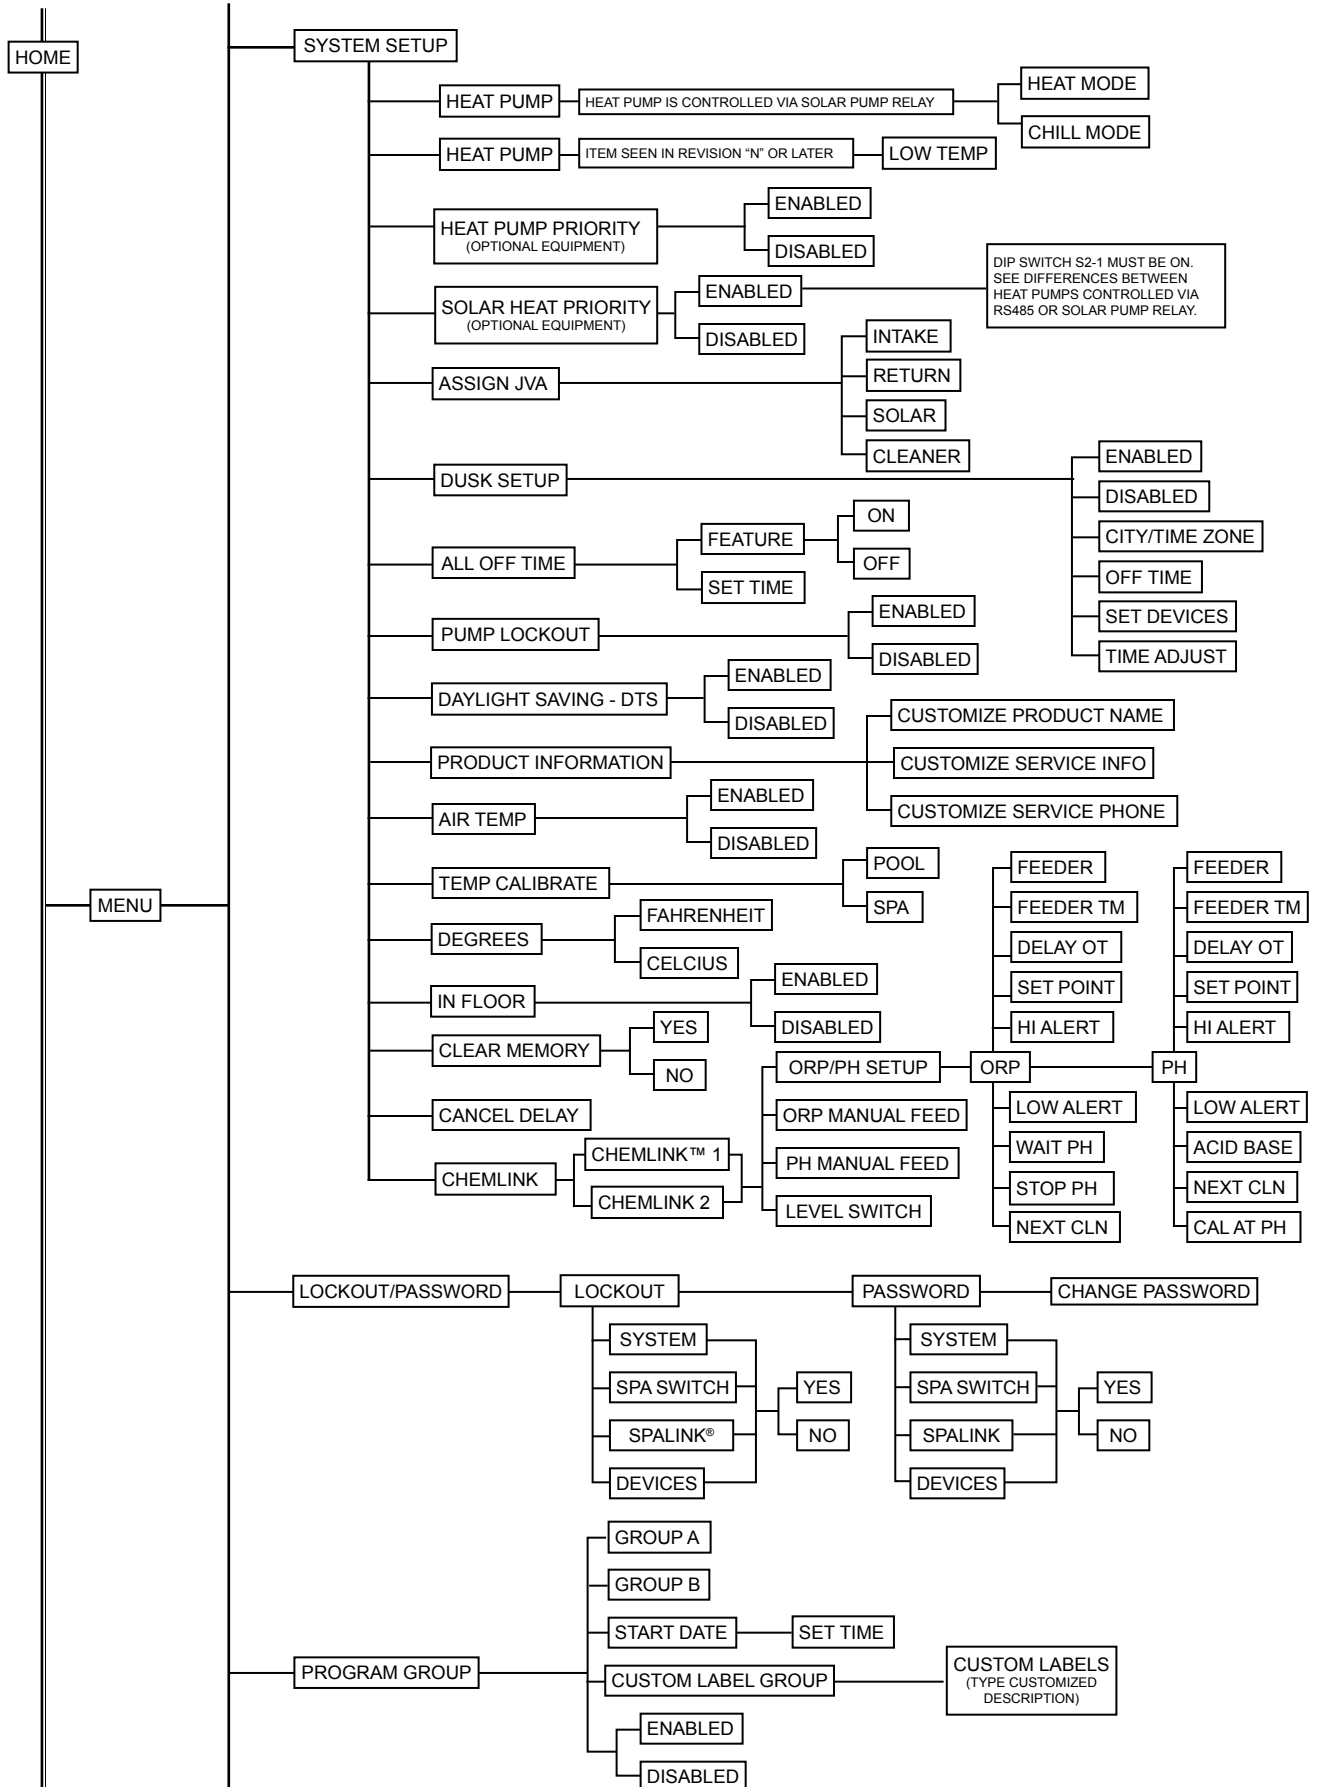 HOME
SYSTEM SETUP
HEAT PUMP
HEAT PUMP IS CONTROLLED VIA SOLAR PUMP RELAY
HEAT MODE
CHILL MODE
HEAT PUMP
ITEM SEEN IN REVISION “N” OR LATER
LOW TEMP
HEAT PUMP PRIORITY
(OPTIONAL EQUIPMENT)
ENABLED
DISABLED
SOLAR HEAT PRIORITY
(OPTIONAL EQUIPMENT)
ENABLED
DISABLED
DIP SWITCH S2-1 MUST BE ON.
SEE DIFFERENCES BETWEEN
HEAT PUMPS CONTROLLED VIA
RS485 OR SOLAR PUMP RELAY.
ASSIGN JVA
INTAKE
RETURN
SOLAR
CLEANER
DUSK SETUP
ENABLED
DISABLED
CITY/TIME ZONE
OFF TIME
SET DEVICES
TIME ADJUST
ALL OFF TIME
FEATURE
ON
OFF
SET TIME
PUMP LOCKOUT
ENABLED
DISABLED
DAYLIGHT SAVING - DTS
ENABLED
DISABLED
PRODUCT INFORMATION
CUSTOMIZE PRODUCT NAME
CUSTOMIZE SERVICE INFO
CUSTOMIZE SERVICE PHONE
AIR TEMP
ENABLED
DISABLED
MENU
TEMP CALIBRATE
POOL
SPA
DEGREES
FAHRENHEIT
CELCIUS
IN FLOOR
ENABLED
DISABLED
CLEAR MEMORY
YES
NO
CANCEL DELAY
CHEMLINK
CHEMLINK™ 1
CHEMLINK 2
ORP/PH SETUP
ORP MANUAL FEED
PH MANUAL FEED
LEVEL SWITCH
ORP
FEEDER
FEEDER TM
DELAY OT
SET POINT
HI ALERT
LOW ALERT
WAIT PH
STOP PH
NEXT CLN
PH
FEEDER
FEEDER TM
DELAY OT
SET POINT
HI ALERT
LOW ALERT
ACID BASE
NEXT CLN
CAL AT PH
LOCKOUT/PASSWORD
LOCKOUT
SYSTEM
SPA SWITCH
SPALINK®
DEVICES
YES
NO
PASSWORD
CHANGE PASSWORD
SYSTEM
SPA SWITCH
SPALINK
DEVICES
YES
NO
PROGRAM GROUP
GROUP A
GROUP B
START DATE
SET TIME
CUSTOM LABEL GROUP
CUSTOM LABELS
(TYPE CUSTOMIZED
DESCRIPTION)
ENABLED
DISABLED